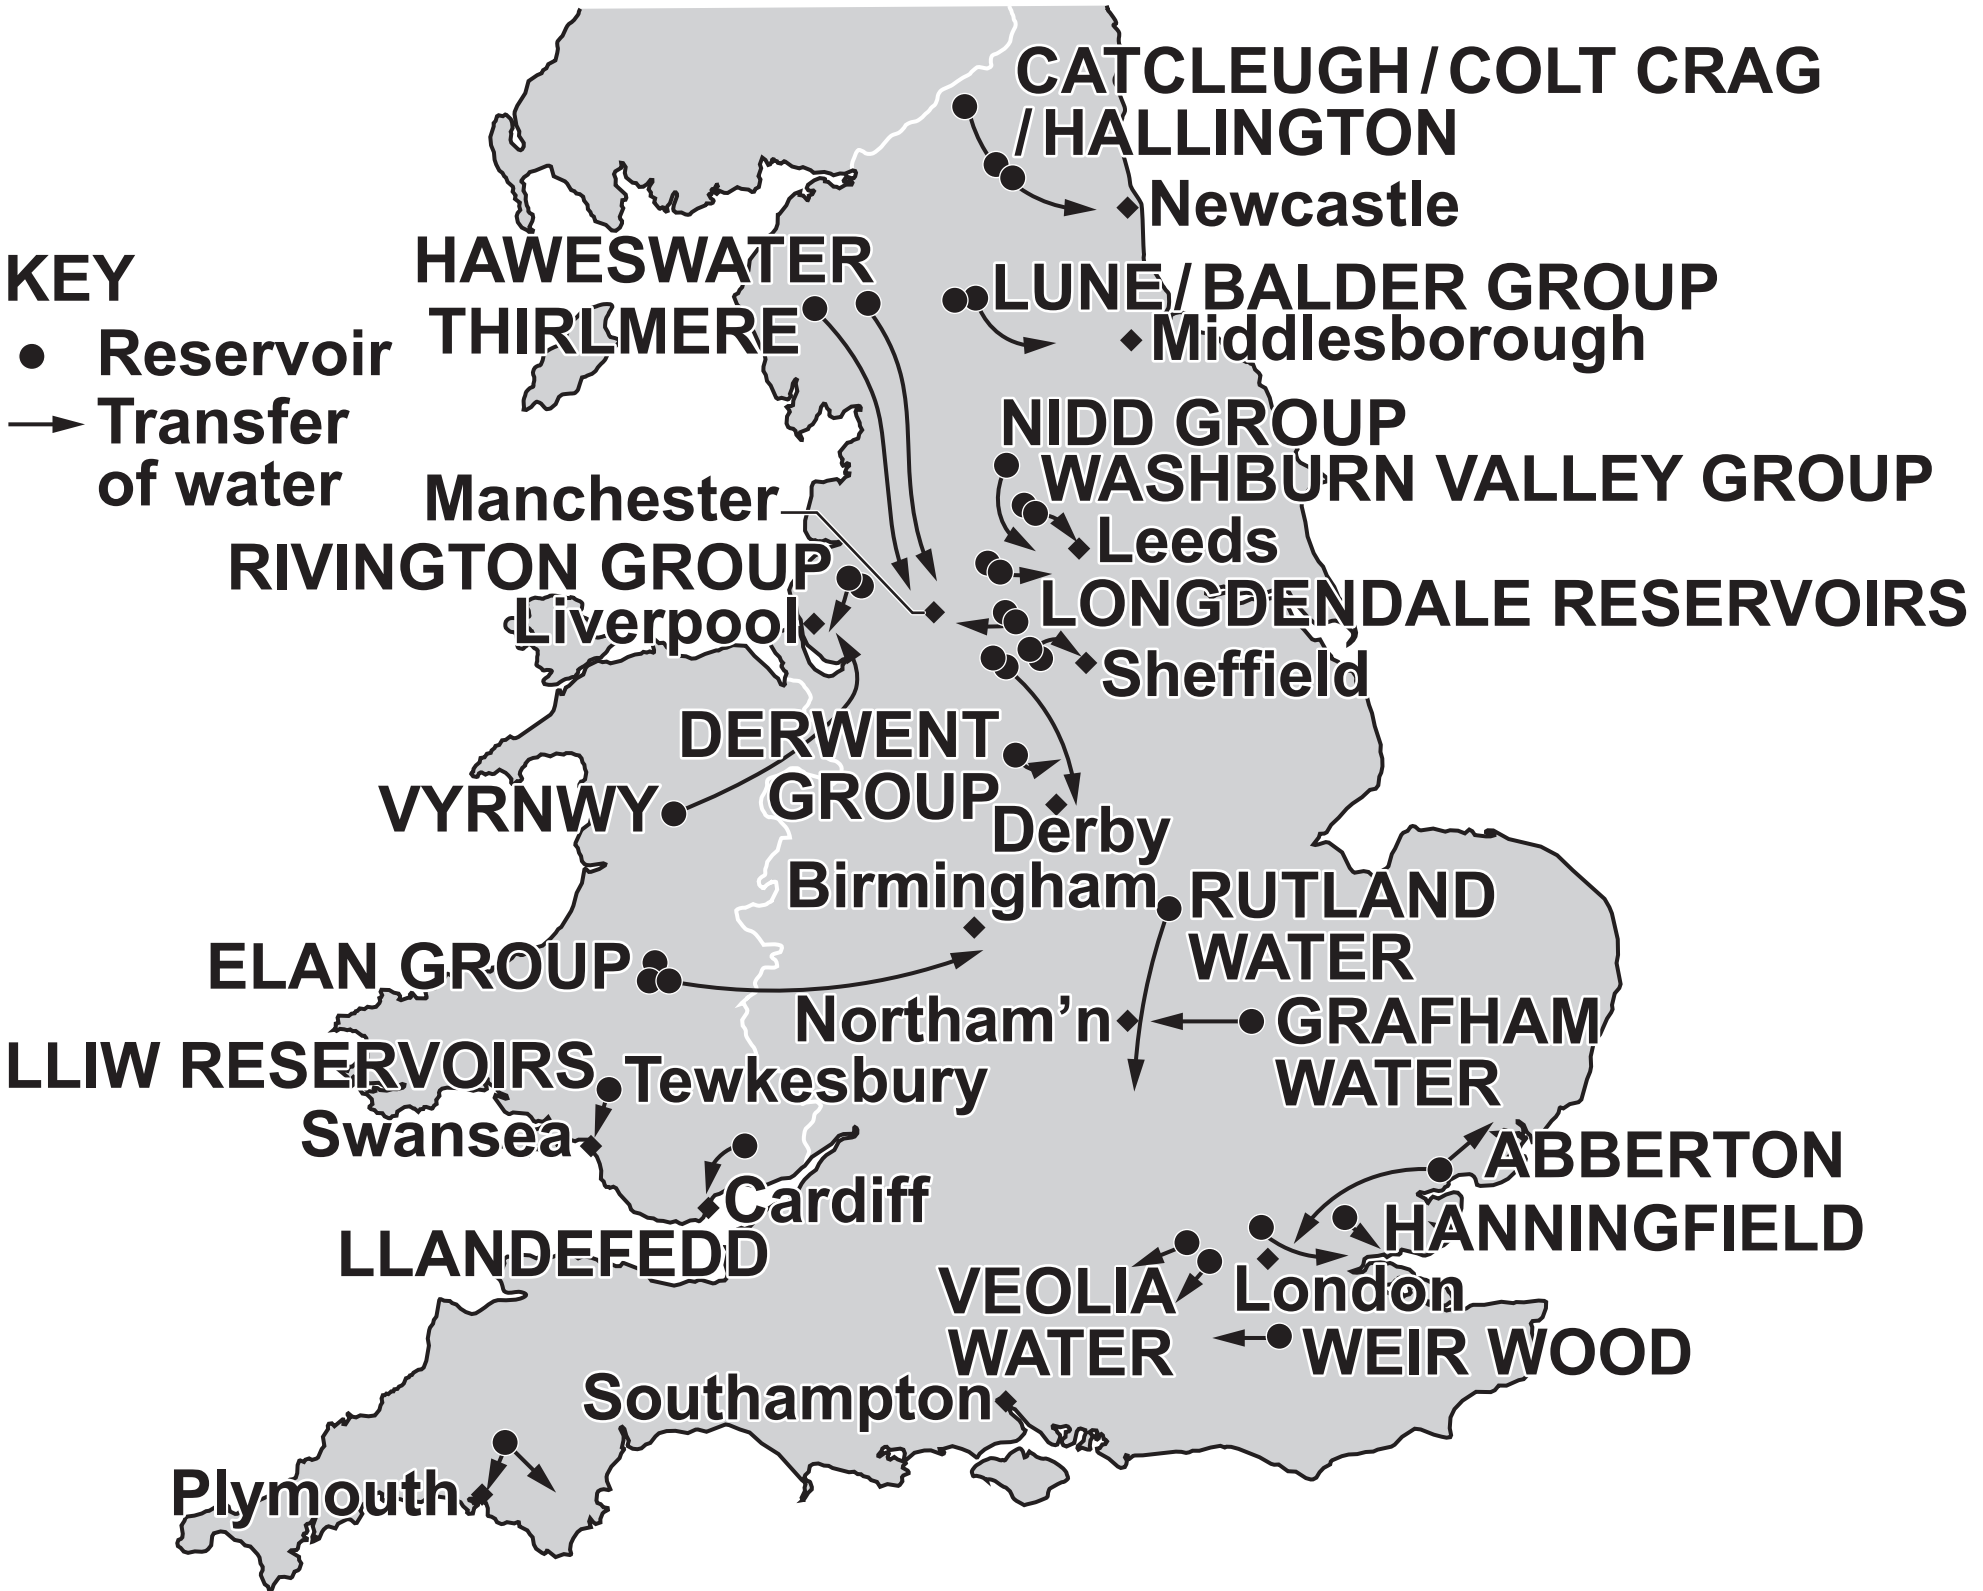 CATCLEUGH / COLT CRAG
/ HALLINGTON
Newcastle
HAWESWATER
THIRLMERE
KEY
Reservoir
Transfer
of water
LUNE / BALDER GROUP
Middlesborough
NIDD GROUP
WASHBURN VALLEY GROUP
Manchester
Leeds
RIVINGTON GROUP
LONGDENDALE RESERVOIRS
Liverpool
Sheffield
DERWENT
GROUP
VYRNWY
Derby
Birmingham
RUTLAND
WATER
ELAN GROUP
Northam'n
GRAFHAM
WATER
LLIW RESERVOIRS
Tewkesbury
Swansea
ABBERTON
Cardiff
HANNINGFIELD
LLANDEFEDD
VEOLIA
WATER
London
WEIR WOOD
Southampton
Plymouth